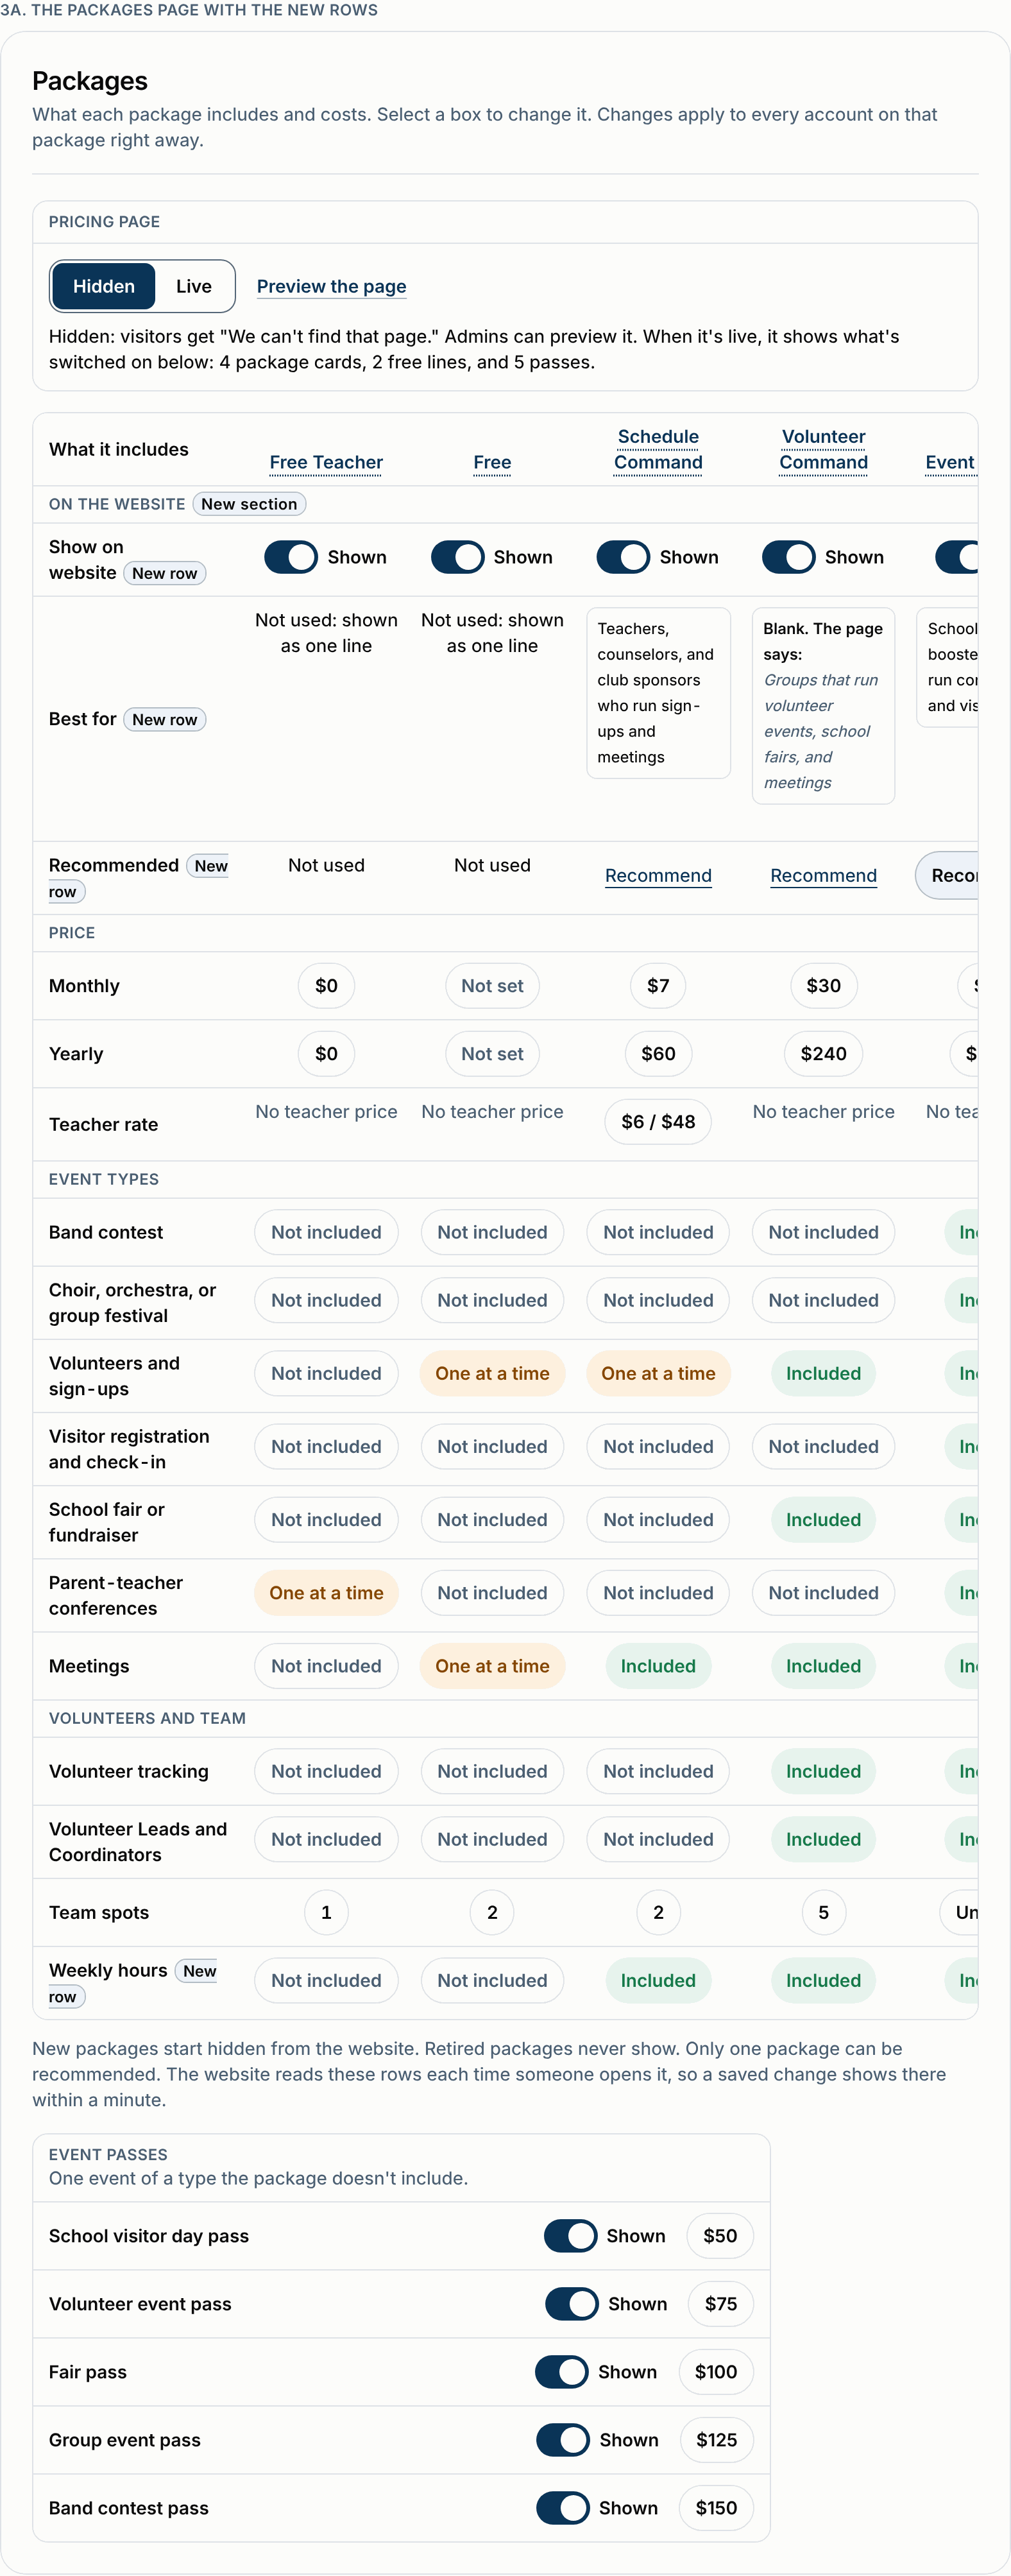 3A. THE PACKAGES PAGE WITH THE NEW ROWS
Packages
What each package includes and costs. Select a box to change it. Changes apply to every account on that
package right away.
PRICING PAGE
Hidden Live Preview the page
Hidden: visitors get "We can't find that page." Admins can preview it. When it's live, it shows what's
switched on below: 4 package cards, 2 free lines, and 5 passes.
What it includes Free Teacher Free Schedule Command Volunteer Command Event
ON THE WEBSITE New section
Show on website New row Shown Shown Shown Shown
Best for New row
Not used: shown
as one line
Not used: shown
as one line
Teachers,
counselors, and
club sponsors
who run sign-
ups and
meetings
Blank. The page
says:
Groups that run
volunteer
events, school
fairs, and
meetings
School
and
Recommended New row Not used Not used Recommend Recommend
PRICE
Monthly $0 Not set $7 $30
Yearly $0 Not set $60 $240
Teacher rate No teacher price No teacher price $6 / $48 No teacher price No
EVENT TYPES
Band contest Not included Not included Not included Not included
Choir, orchestra, or
group festival Not included Not included Not included Not included
Volunteers and
sign-ups Not included One at a time One at a time Included
Visitor registration
and check-in Not included Not included Not included Not included
School fair or
fundraiser Not included Not included Not included Included
Parent-teacher
conferences One at a time Not included Not included Not included
Meetings Not included One at a time Included Included
VOLUNTEERS AND TEAM
Volunteer tracking Not included Not included Not included Included
Volunteer Leads and
Coordinators Not included Not included Not included Included
Team spots 1 2 2 5
Weekly hours New row Not included Not included Included Included
New packages start hidden from the website. Retired packages never show. Only one package can be
recommended. The website reads these rows each time someone opens it, so a saved change shows there
within a minute.
EVENT PASSES
One event of a type the package doesn't include.
School visitor day pass Shown $50
Volunteer event pass Shown $75
Fair pass Shown $100
Group event pass Shown $125
Band contest pass Shown $150